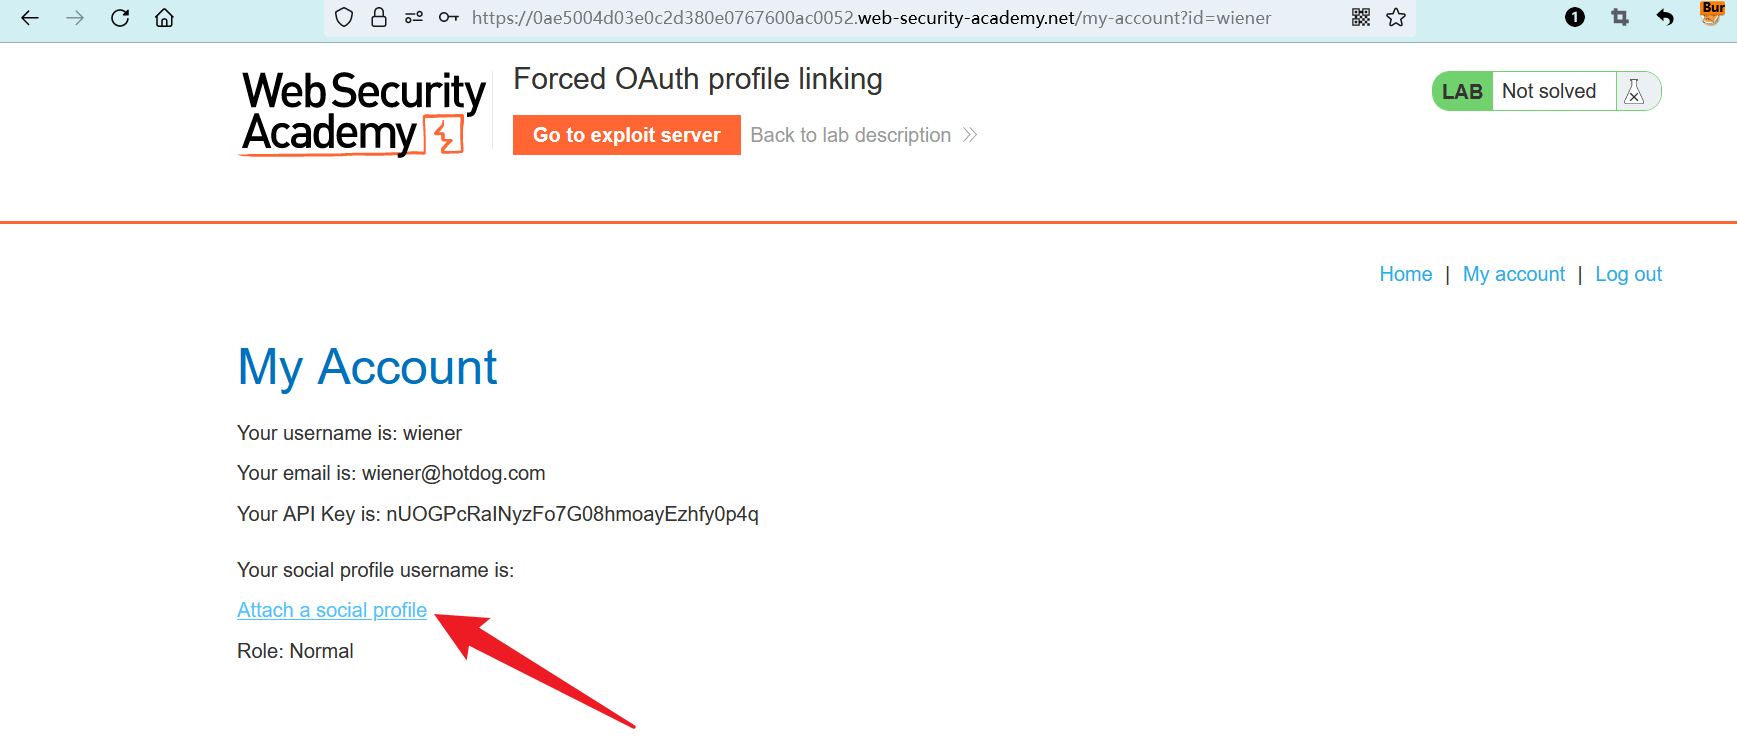 https://0ae5004d03e0c2d380e0767600ac0052.web-security-academy.net/my-account?id=wiener
1
Bur
WebSecurity
Academy
Forced OAuth profile linking
Go to exploit server
Back to lab description
LAB
Not solved
Home | My account | Log out
My Account
Your username is: wiener
Your email is: wiener@hotdog.com
Your API Key is: nUOGPcRaINyzFo7G08hmoayEzhfy0p4q
Your social profile username is:
Attach a social profile
Role: Normal